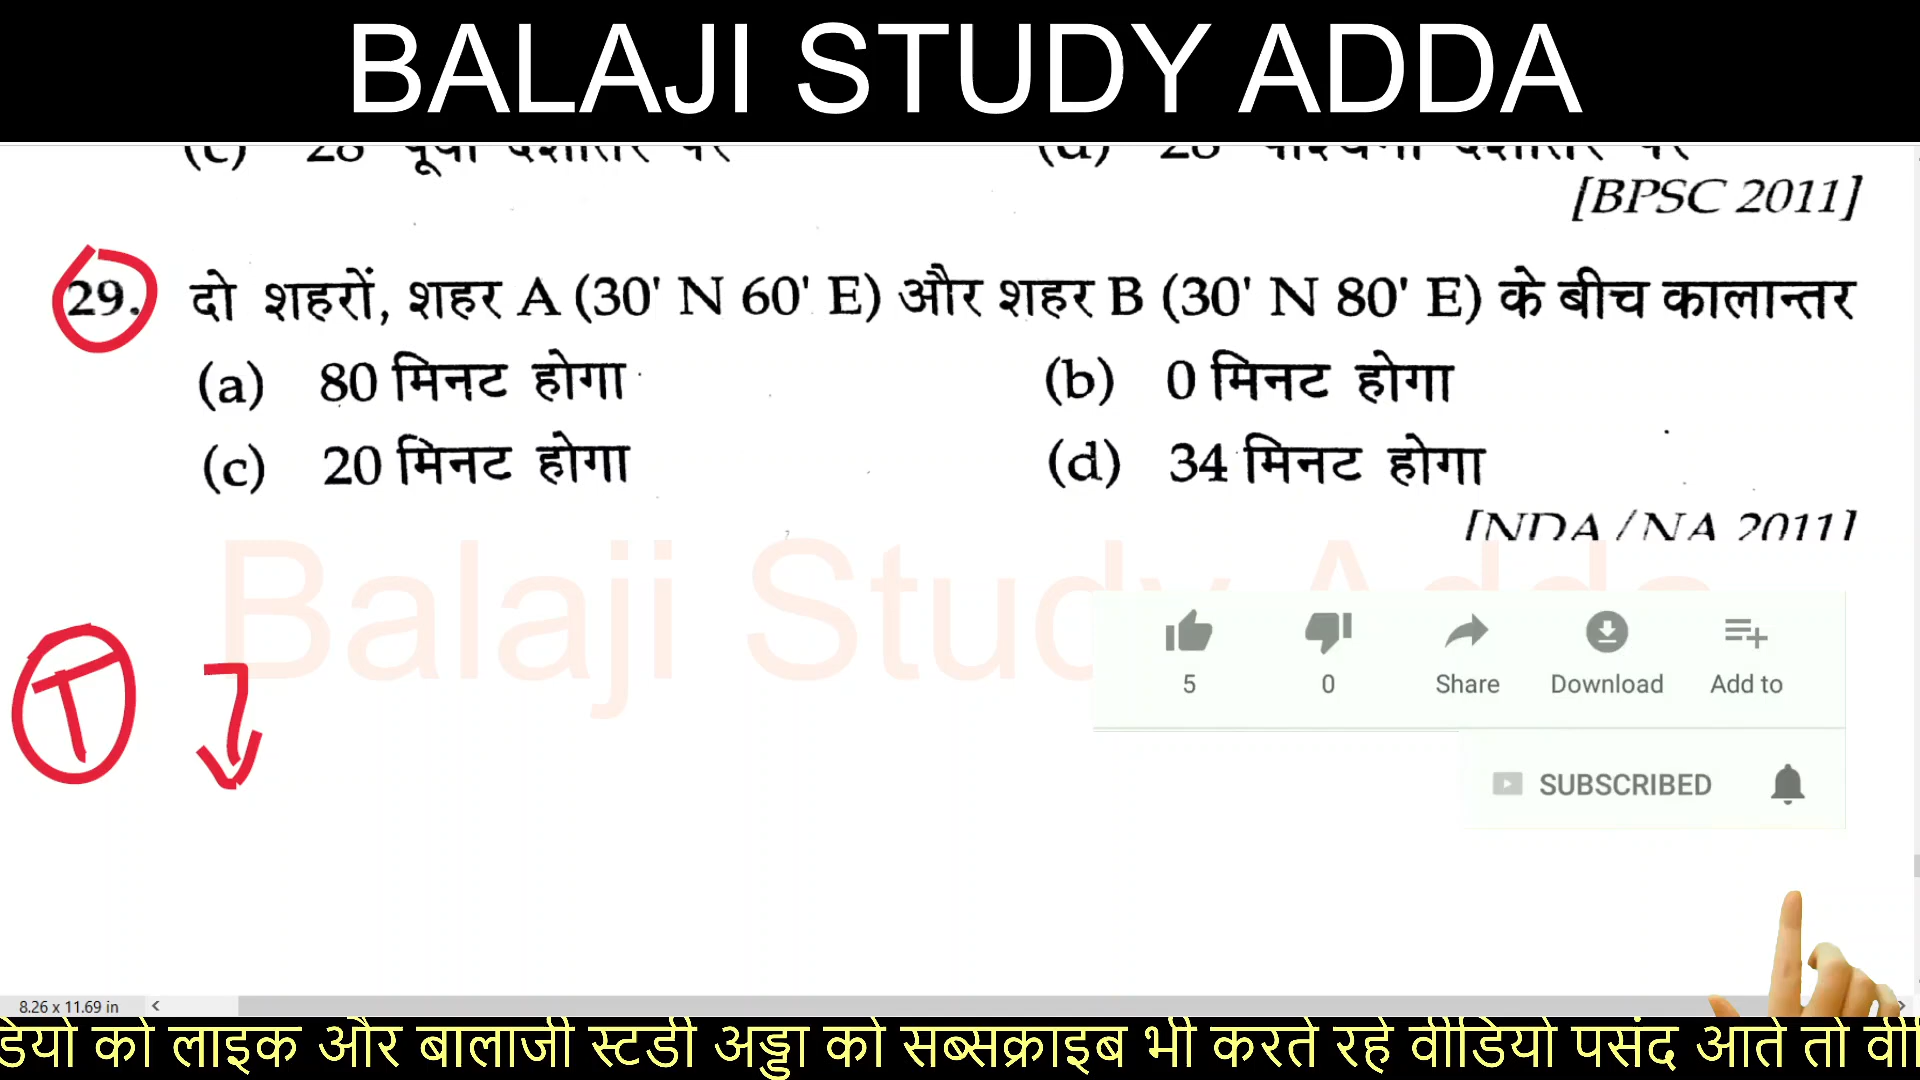 BALAJI STUDY ADDA
[BPSC 2011]
29. दो शहरों, शहर A (30' N 60' E) और शहर B (30' N 80' E) के बीच कालान्तर
(a) 80 मिनट होगा (b) 0 मिनट होगा
(c) 20 मिनट होगा (d) 34 मिनट होगा
[NDA/NA 2011]
Balaji Study Adda
5 0 Share Download Add to
T
SUBSCRIBED
8.26 x 11.69 in
डियो को लाइक और बालाजी स्टडी अड्डा को सब्सक्राइब भी करते रहे वीडियो पसंद आते तो वी